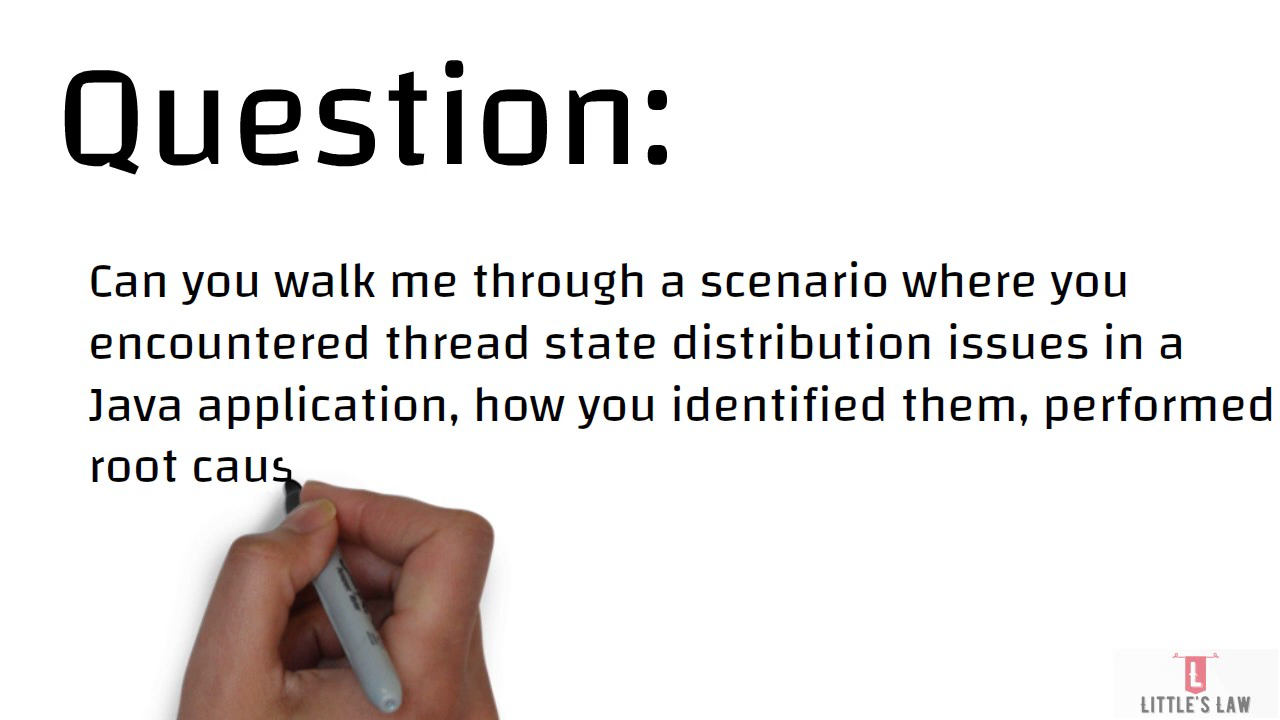 Question:
Can you walk me through a scenario where you
encountered thread state distribution issues in a
Java application, how you identified them, performed
root caus
L
LITTLE'S LAW